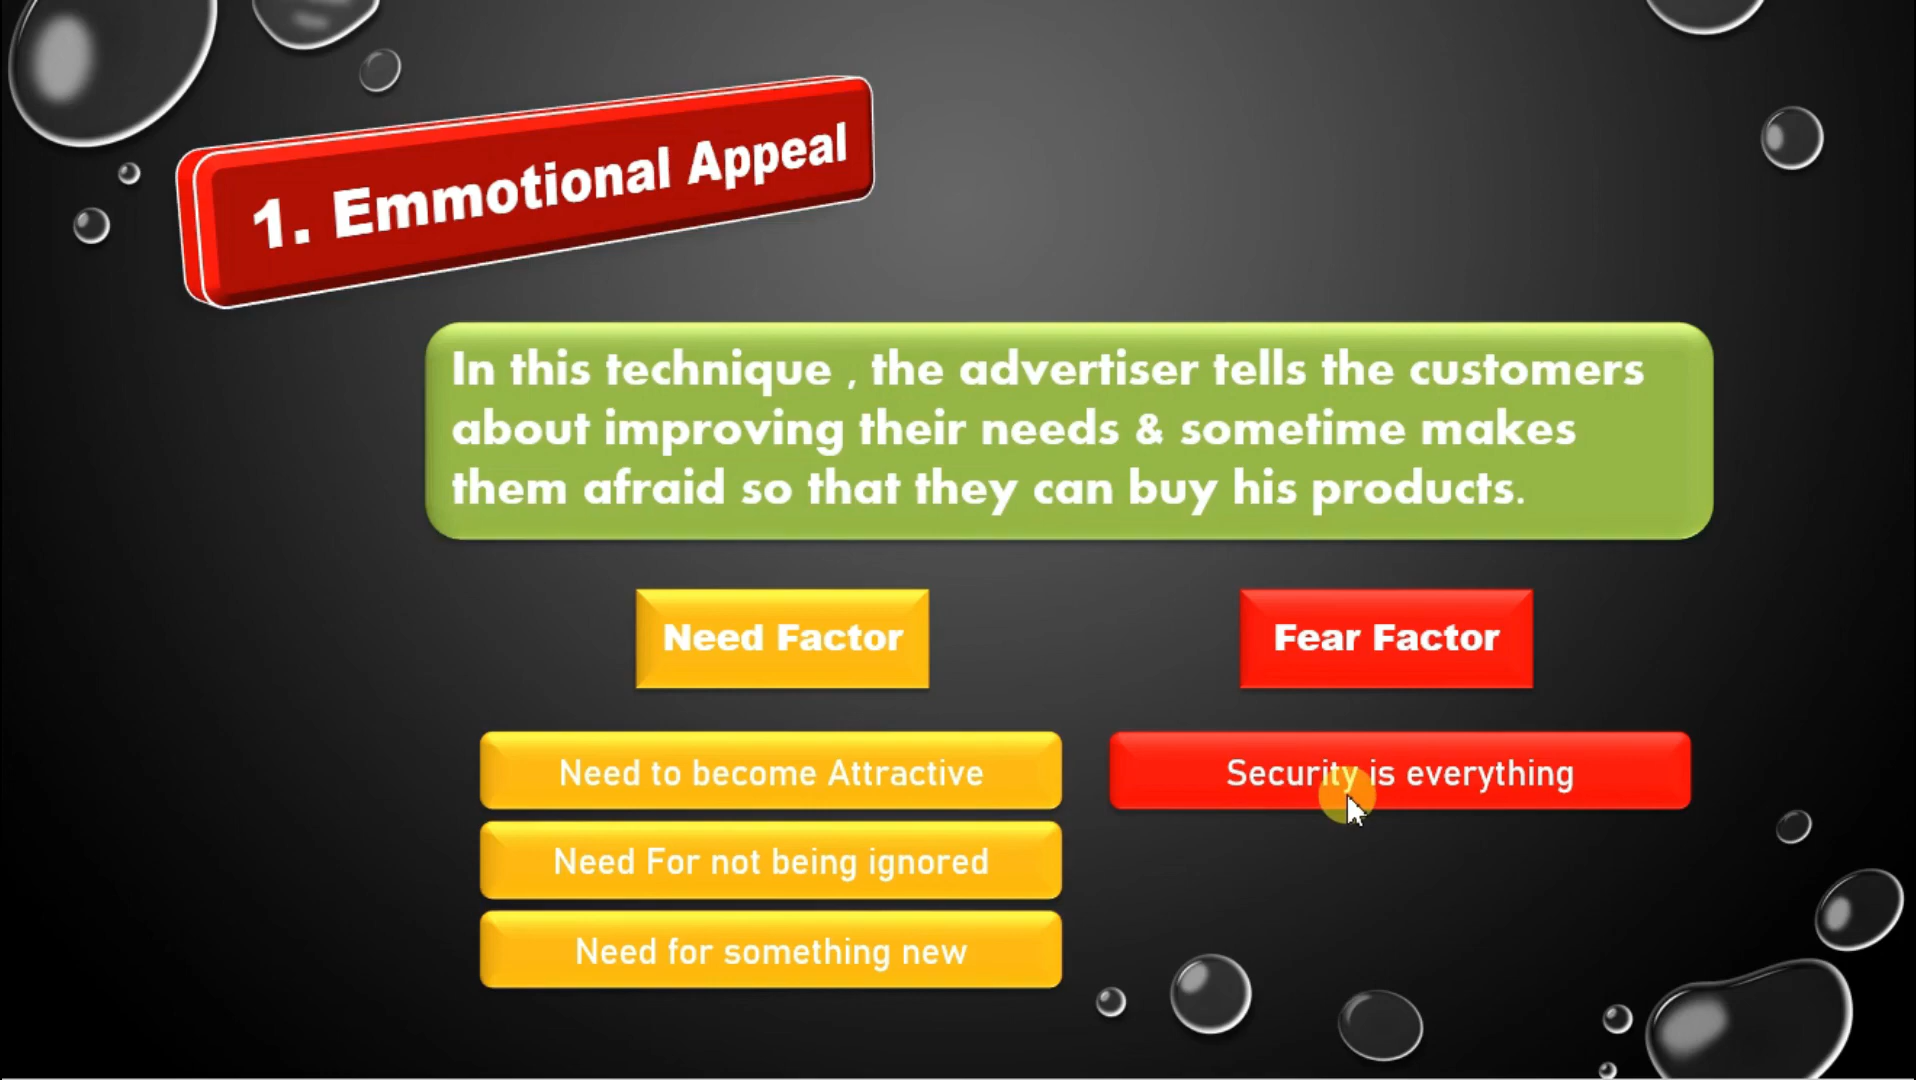 1. Emmotional Appeal
In this technique , the advertiser tells the customers
about improving their needs & sometime makes
them afraid so that they can buy his products.
Need Factor
Fear Factor
Need to become Attractive
Security is everything
Need For not being ignored
Need for something new